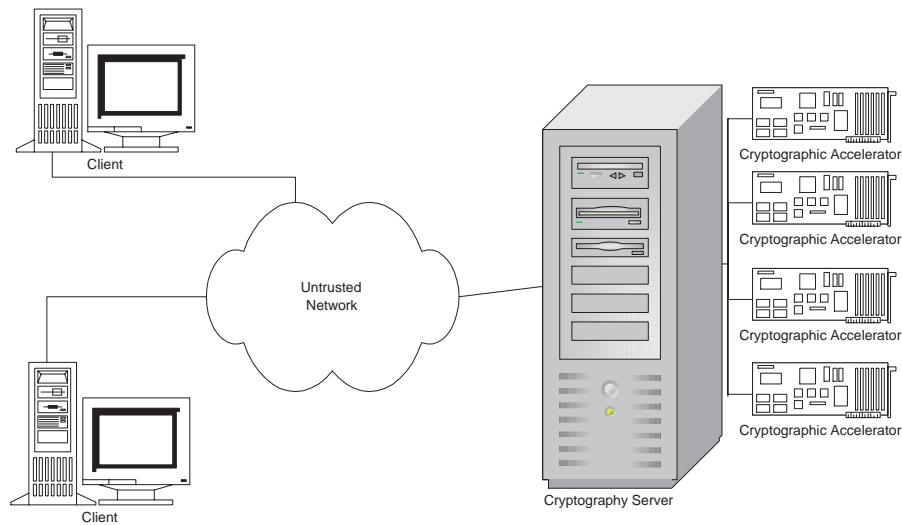 Client
Untrusted
Network
Client
Cryptography Server
Cryptographic Accelerator
Cryptographic Accelerator
Cryptographic Accelerator
Cryptographic Accelerator